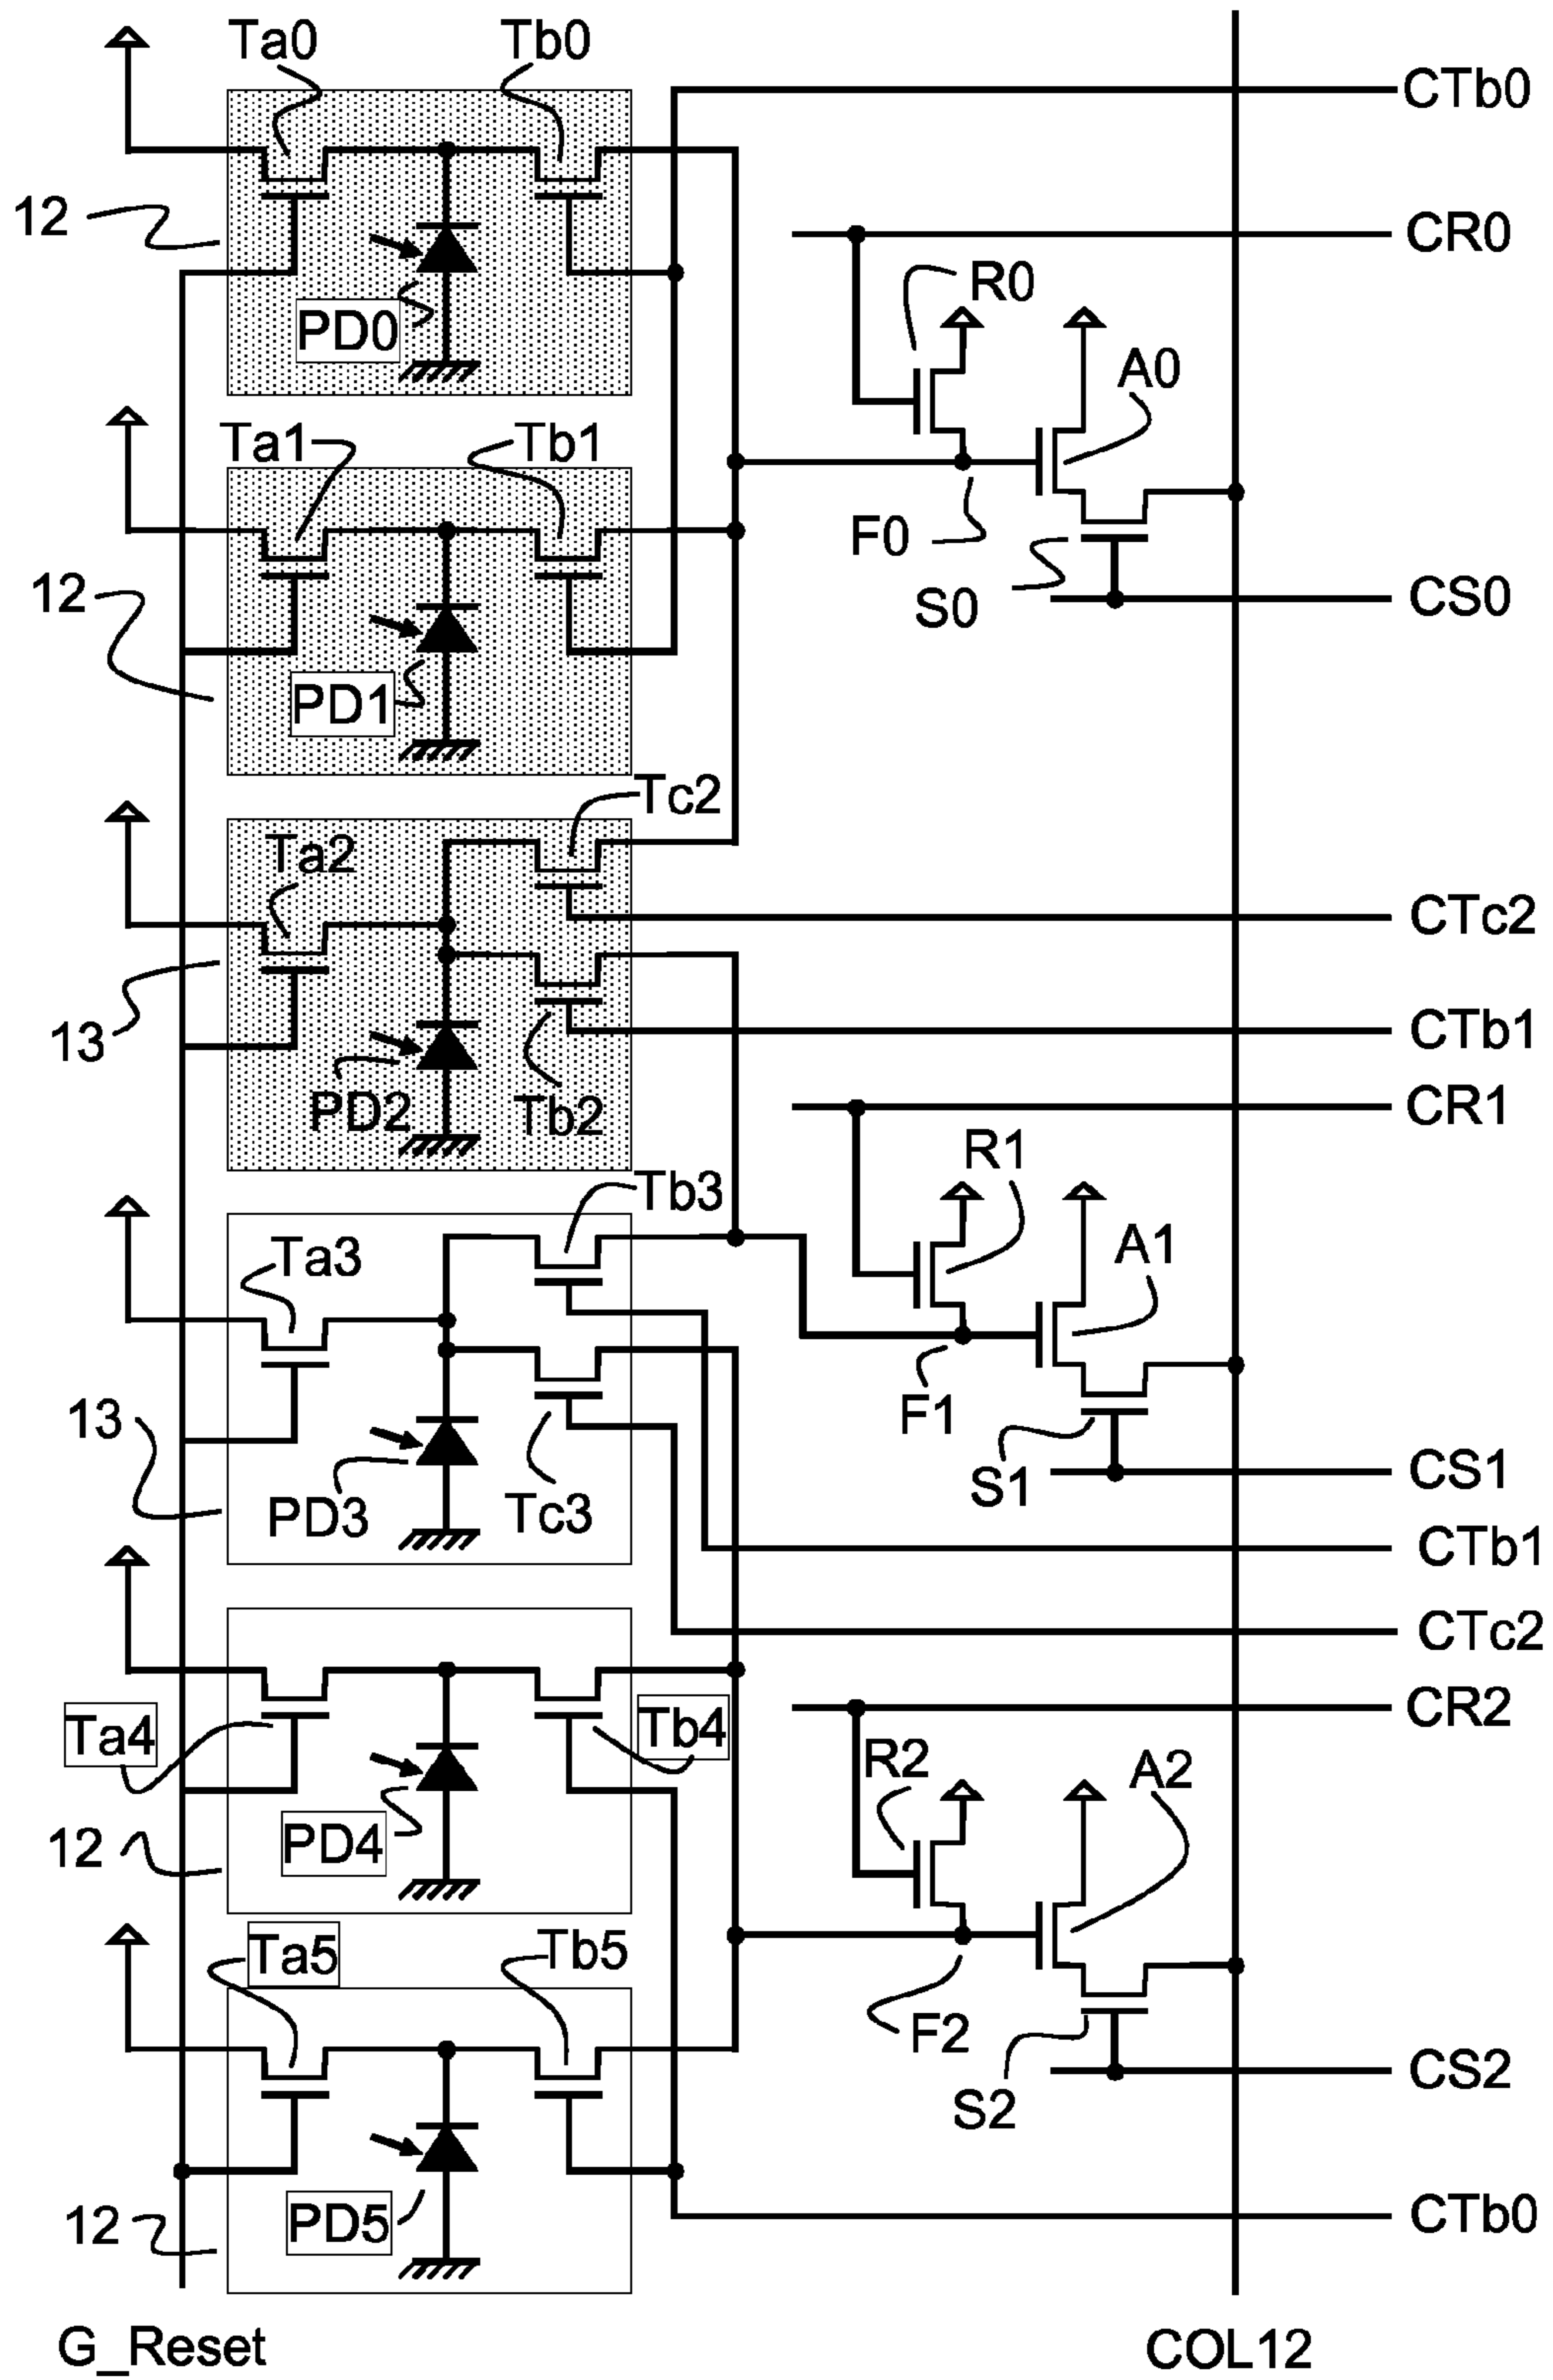 Ta0
Tb0
CTb0
12
CR0
R0
PD0
A0
Ta1
Tb1
F0
12
S0
CS0
PD1
Tc2
Ta2
CTc2
13
CTb1
PD2
Tb2
CR1
R1
Tb3
Ta3
A1
13
F1
PD3
Tc3
S1
CS1
CTb1
CTc2
Ta4
Tb4
CR2
R2
A2
12
PD4
Ta5
Tb5
F2
CS2
S2
12
PD5
CTb0
G_Reset
COL12